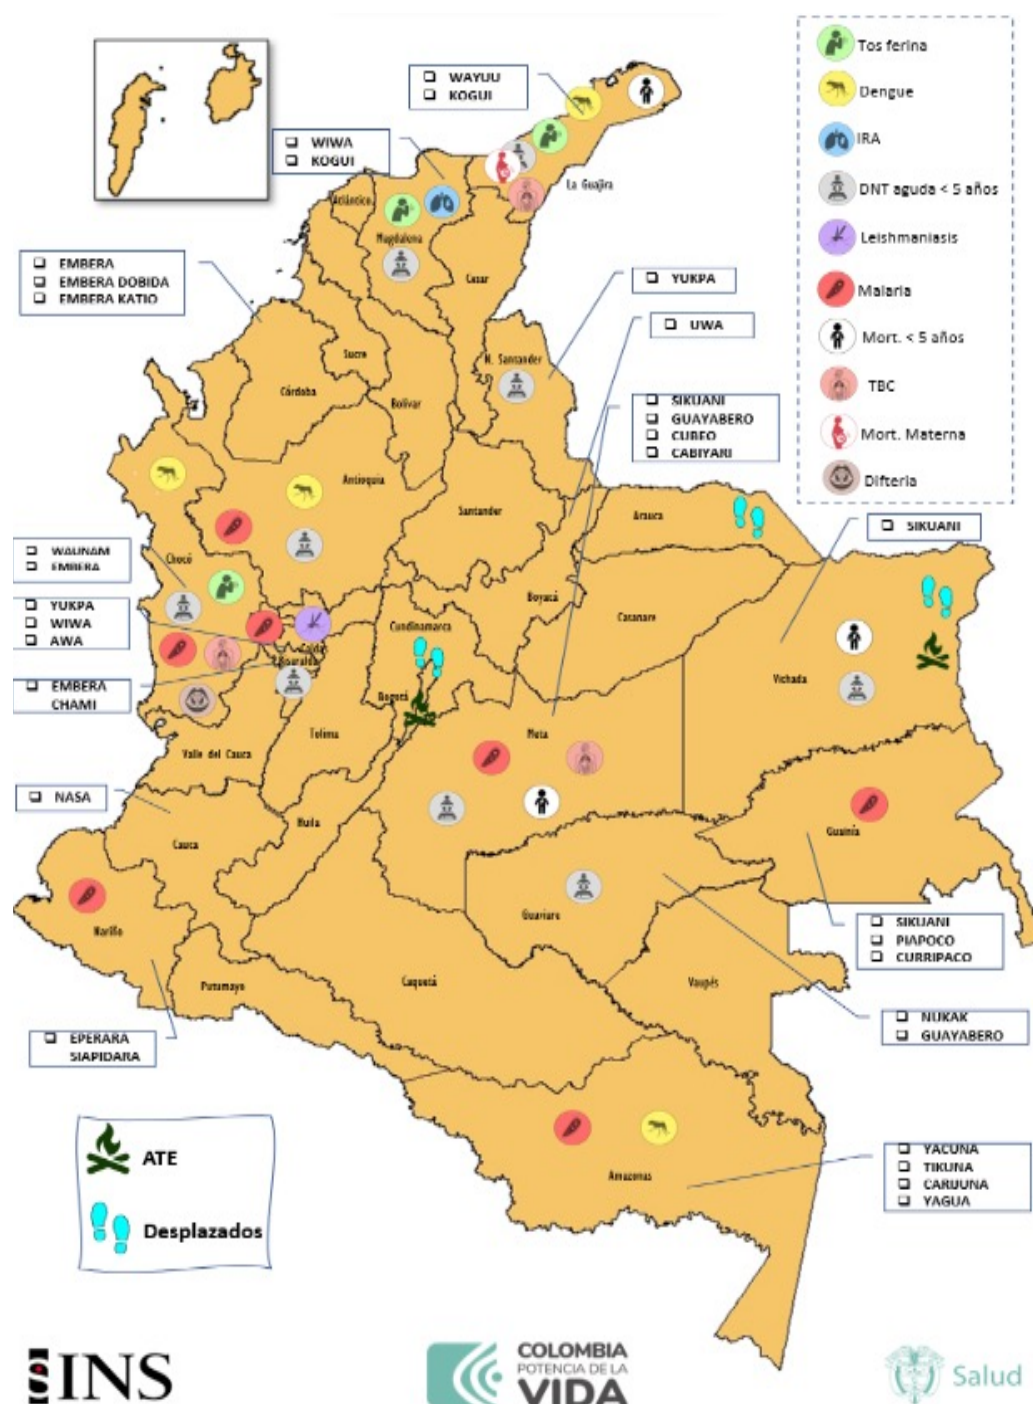 Tos ferina
Dengue
IRA
DNT aguda < 5 años
Leishmaniasis
Malaria
Mort. < 5 años
TBC
Mort. Materna
Difteria
WAYUU
KOGUI
WIWA
KOGUI
La Guajira
Atlántico
Magdalena
Cesar
EMBERA
EMBERA DOBIDA
EMBERA KATIO
YUKPA
UWA
N. Santander
Sucre
Córdoba
Bolívar
SIKUANI
GUAYABERO
CUBEO
CABIYARI
Antioquia
Santander
Arauca
SIKUANI
WAUNAM
EMBERA
Chocó
Boyacá
Casanare
YUKPA
WIWA
AWA
Cundinamarca
Caldas
Risaralda
Vichada
EMBERA
CHAMI
Bogotá
Tolima
Meta
Valle del Cauca
NASA
Huila
Cauca
Guainía
Guaviare
Nariño
SIKUANI
PIAPOCO
CURRIPACO
Putumayo
Caquetá
Vaupés
NUKAK
GUAYABERO
EPERARA
SIAPIDARA
ATE
Desplazados
YACUNA
TIKUNA
CARIJUNA
YAGUA
Amazonas
INS
COLOMBIA
POTENCIA DE LA
VIDA
Salud